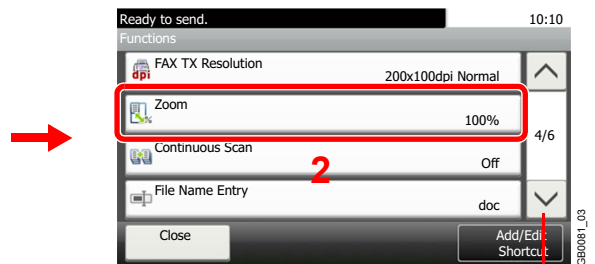 Ready to send. 10:10
Functions
dpi FAX TX Resolution
200x100dpi Normal
Zoom
100%
4/6
Continuous Scan
Off
2
File Name Entry
doc
Close
Add/Edit
Shortcut
GB0081_03